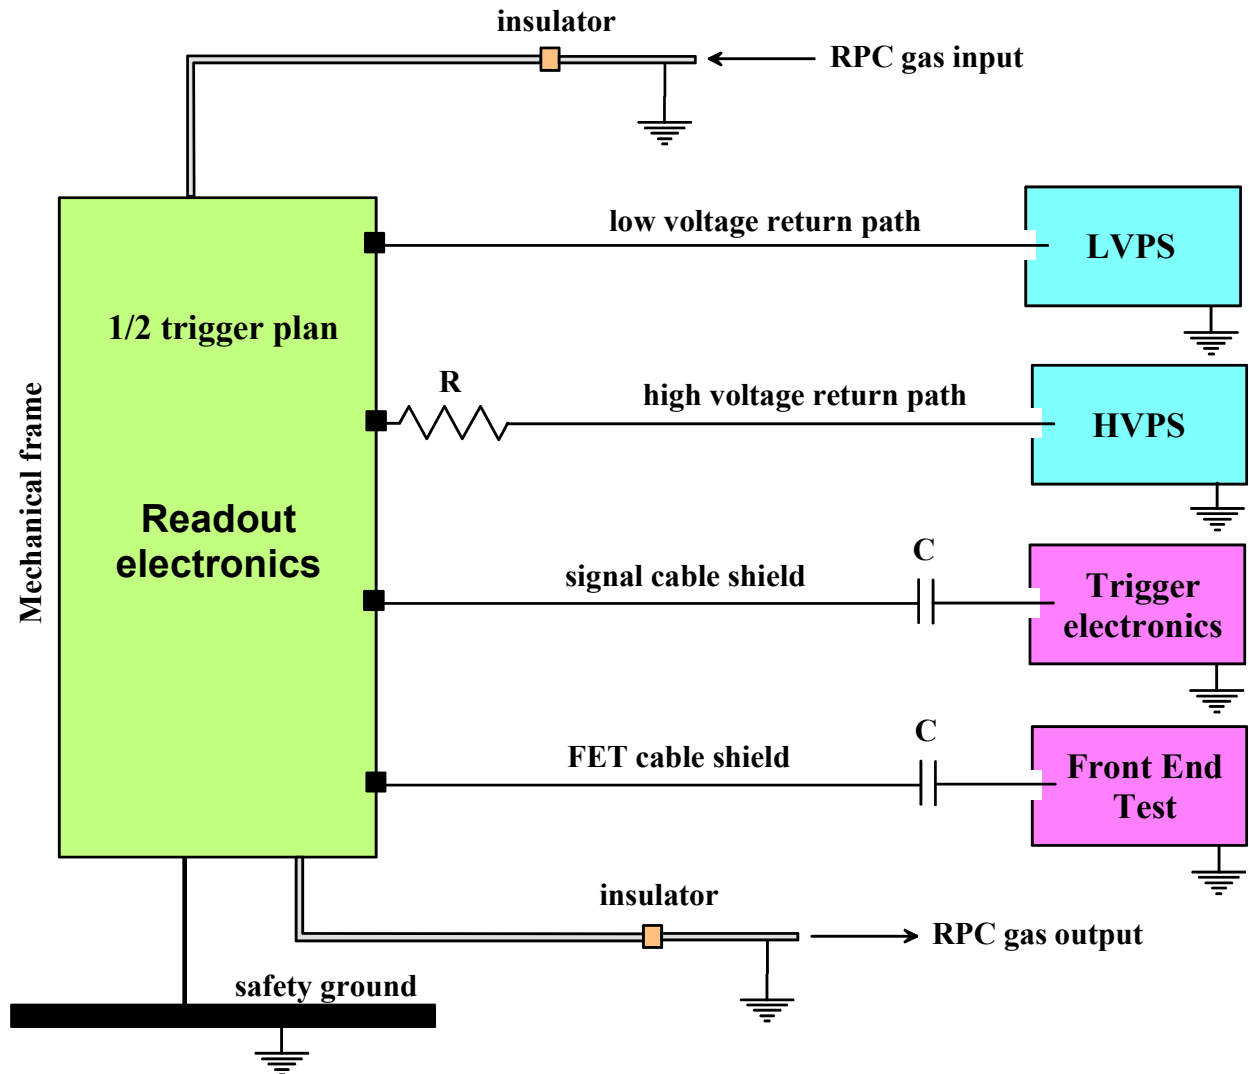 insulator
RPC gas input
low voltage return path
LVPS
1/2 trigger plan
R
high voltage return path
HVPS
Mechanical frame
Readout
electronics
C
signal cable shield
Trigger
electronics
C
FET cable shield
Front End
Test
insulator
RPC gas output
safety ground